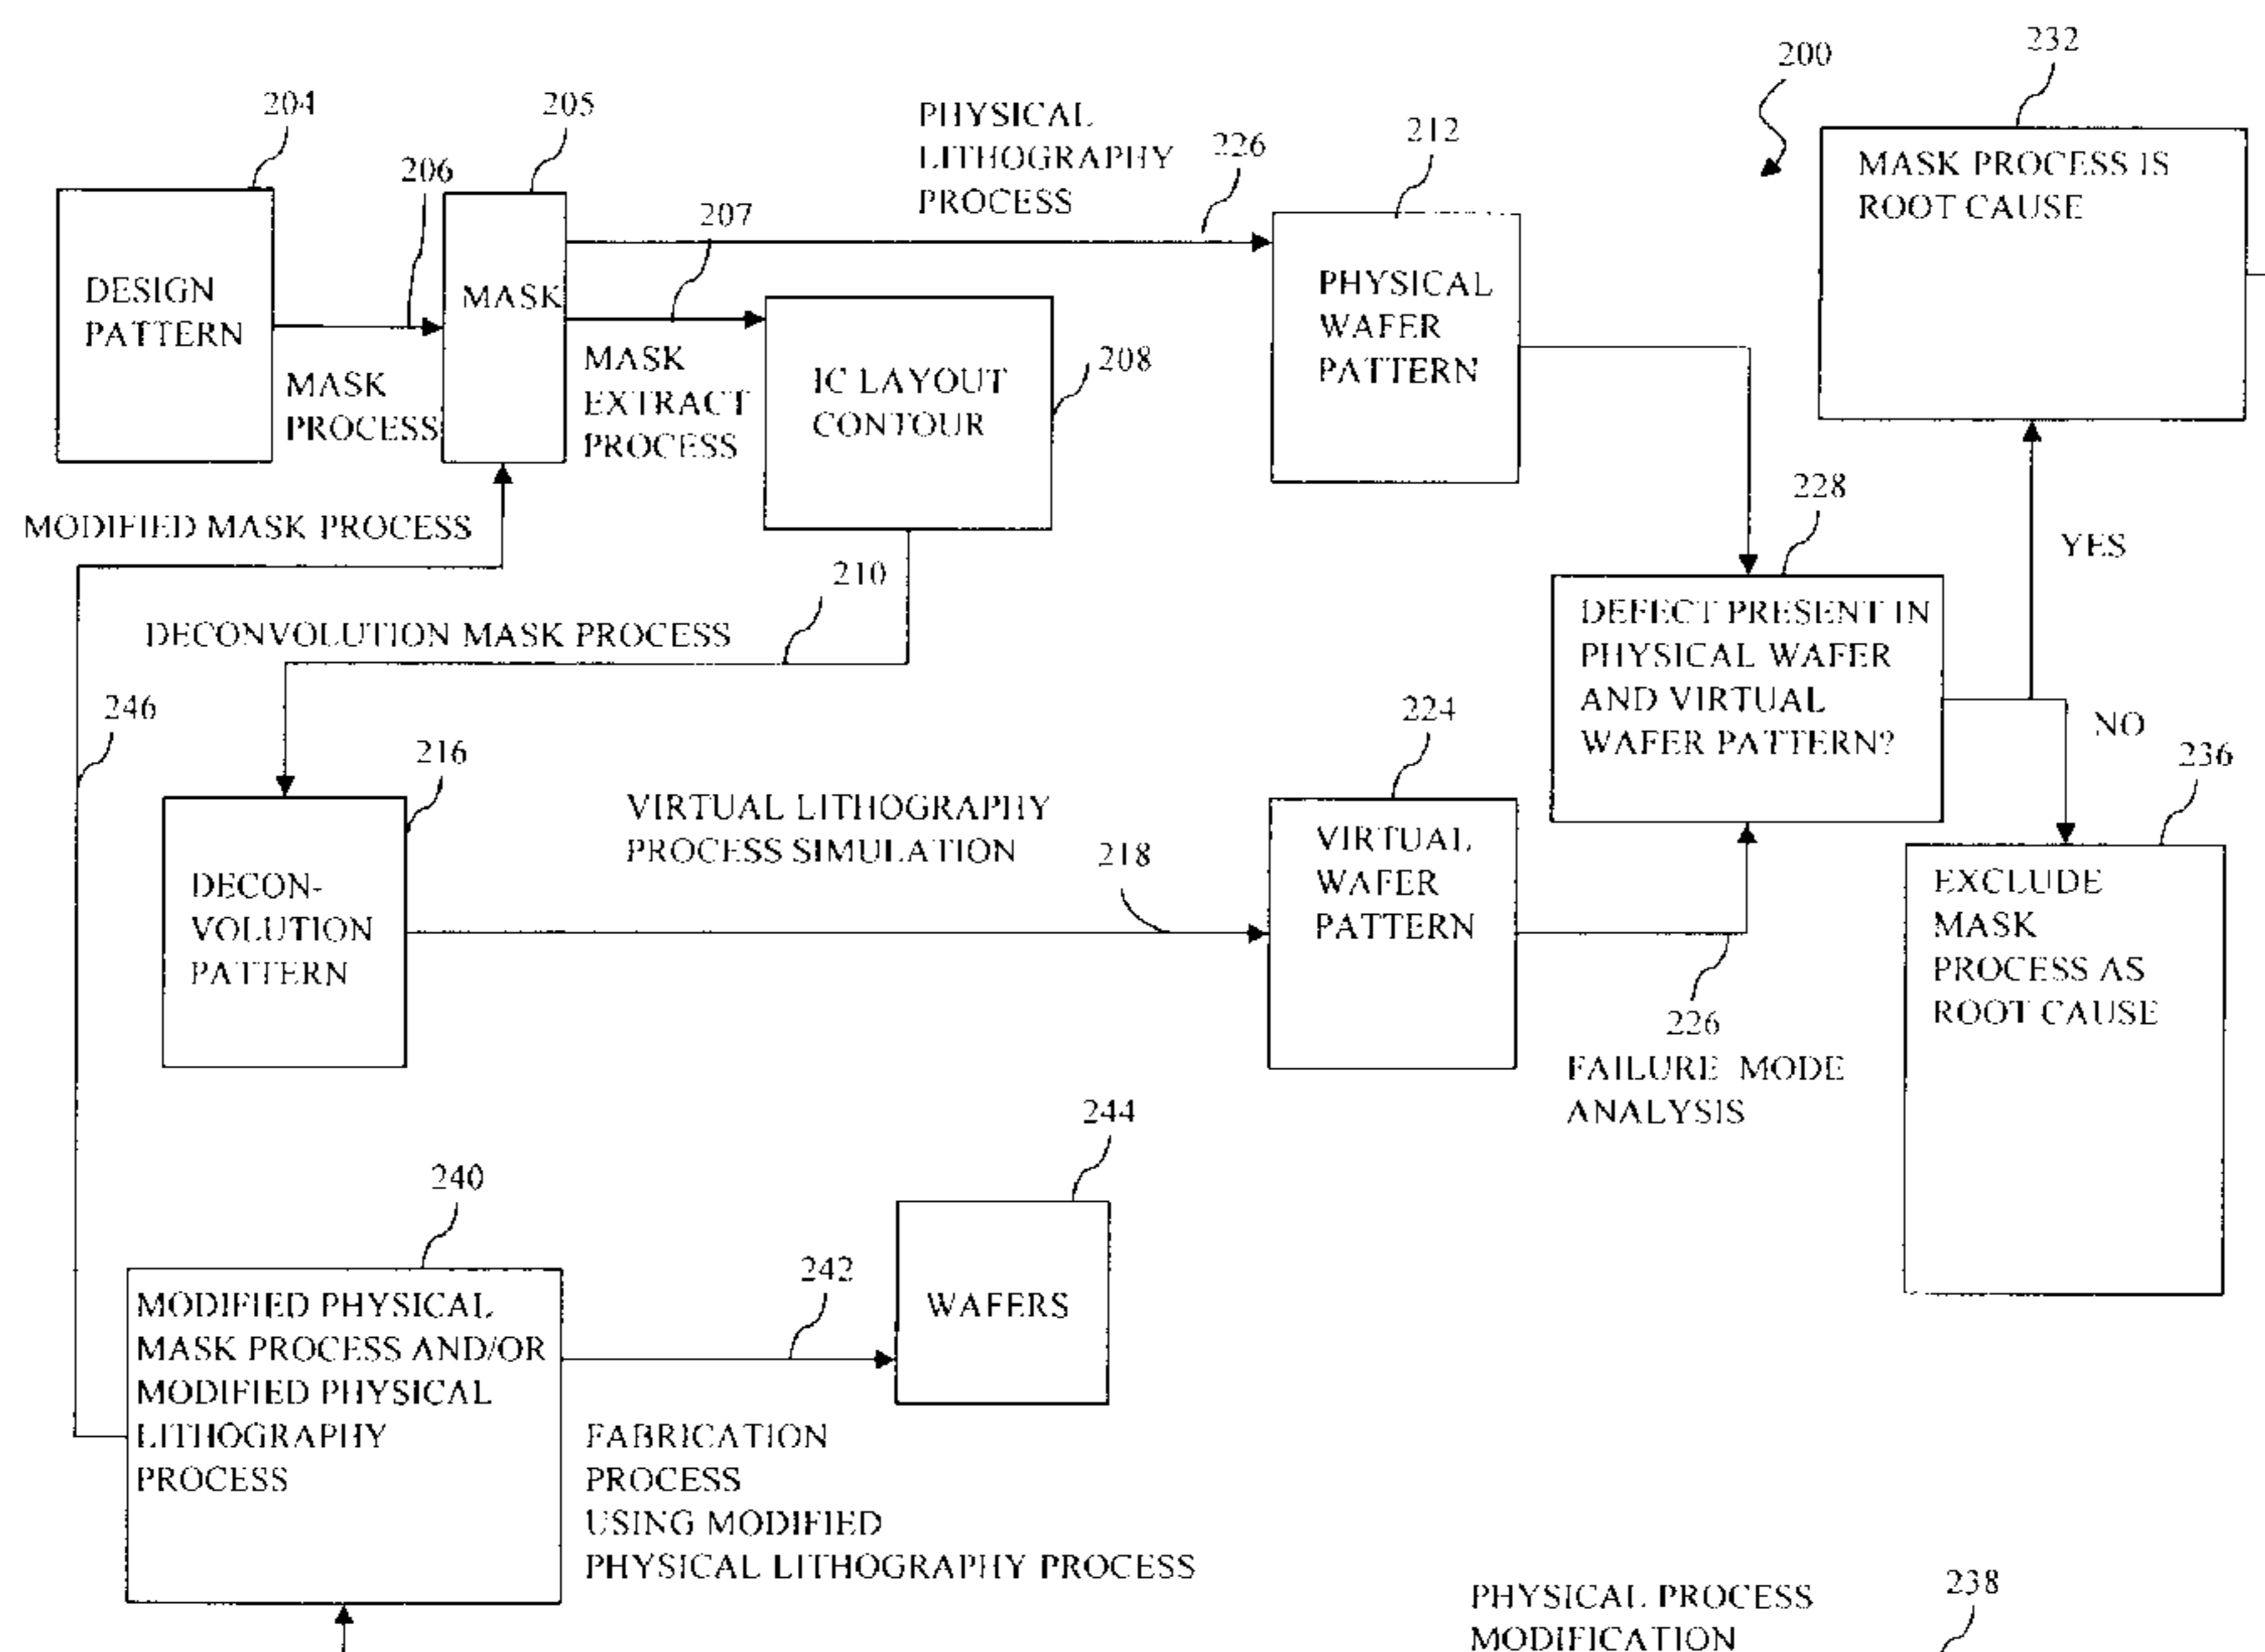 200
232
204
206
205
PHYSICAL
LITHOGRAPHY
PROCESS
226
212
MASK PROCESS IS
ROOT CAUSE
207
DESIGN
PATTERN
MASK
PROCESS
MASK
MASK
EXTRACT
PROCESS
IC LAYOUT
CONTOUR
208
PHYSICAL
WAFER
PATTERN
228
YES
MODIFIED MASK PROCESS
210
DECONVOLUTION MASK PROCESS
DEFECT PRESENT IN
PHYSICAL WAFER
AND VIRTUAL
WAFER PATTERN?
NO
236
246
216
224
VIRTUAL LITHOGRAPHY
PROCESS SIMULATION
218
DECON-
VOLUTION
PATTERN
VIRTUAL
WAFER
PATTERN
226
FAILURE MODE
ANALYSIS
EXCLUDE
MASK
PROCESS AS
ROOT CAUSE
244
240
242
WAFERS
MODIFIED PHYSICAL
MASK PROCESS AND/OR
MODIFIED PHYSICAL
LITHOGRAPHY
PROCESS
FABRICATION
PROCESS
USING MODIFIED
PHYSICAL LITHOGRAPHY PROCESS
PHYSICAL PROCESS
MODIFICATION
238